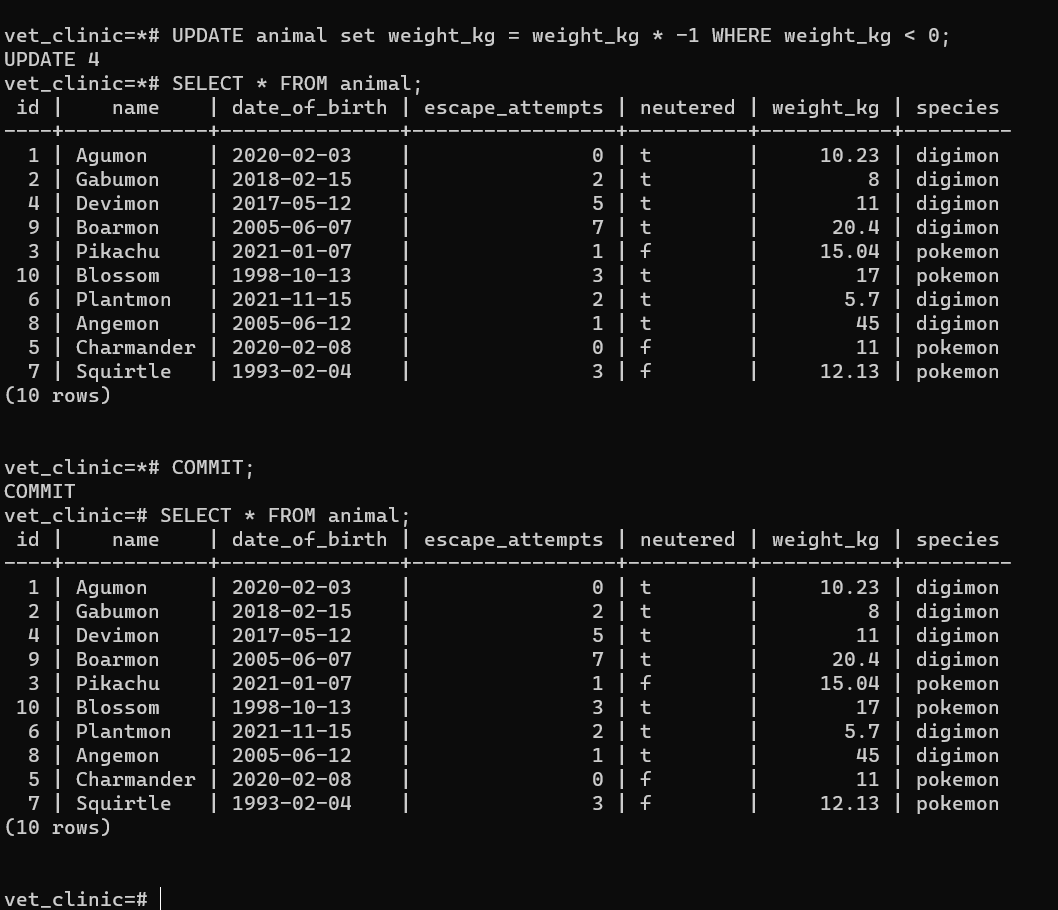 vet_clinic=*# UPDATE animal set weight_kg = weight_kg * -1 WHERE weight_kg < 0;
UPDATE 4
vet_clinic=*# SELECT * FROM animal;
 id |    name    | date_of_birth | escape_attempts | neutered | weight_kg | species
----+------------+---------------+-----------------+----------+-----------+---------
  1 | Agumon     | 2020-02-03    |               0 | t        |     10.23 | digimon
  2 | Gabumon    | 2018-02-15    |               2 | t        |         8 | digimon
  4 | Devimon    | 2017-05-12    |               5 | t        |        11 | digimon
  9 | Boarmon    | 2005-06-07    |               7 | t        |      20.4 | digimon
  3 | Pikachu    | 2021-01-07    |               1 | f        |     15.04 | pokemon
 10 | Blossom    | 1998-10-13    |               3 | t        |        17 | pokemon
  6 | Plantmon   | 2021-11-15    |               2 | t        |       5.7 | digimon
  8 | Angemon    | 2005-06-12    |               1 | t        |        45 | digimon
  5 | Charmander | 2020-02-08    |               0 | f        |        11 | pokemon
  7 | Squirtle   | 1993-02-04    |               3 | f        |     12.13 | pokemon
(10 rows)
vet_clinic=*# COMMIT;
COMMIT
vet_clinic=# SELECT * FROM animal;
 id |    name    | date_of_birth | escape_attempts | neutered | weight_kg | species
----+------------+---------------+-----------------+----------+-----------+---------
  1 | Agumon     | 2020-02-03    |               0 | t        |     10.23 | digimon
  2 | Gabumon    | 2018-02-15    |               2 | t        |         8 | digimon
  4 | Devimon    | 2017-05-12    |               5 | t        |        11 | digimon
  9 | Boarmon    | 2005-06-07    |               7 | t        |      20.4 | digimon
  3 | Pikachu    | 2021-01-07    |               1 | f        |     15.04 | pokemon
 10 | Blossom    | 1998-10-13    |               3 | t        |        17 | pokemon
  6 | Plantmon   | 2021-11-15    |               2 | t        |       5.7 | digimon
  8 | Angemon    | 2005-06-12    |               1 | t        |        45 | digimon
  5 | Charmander | 2020-02-08    |               0 | f        |        11 | pokemon
  7 | Squirtle   | 1993-02-04    |               3 | f        |     12.13 | pokemon
(10 rows)
vet_clinic=#